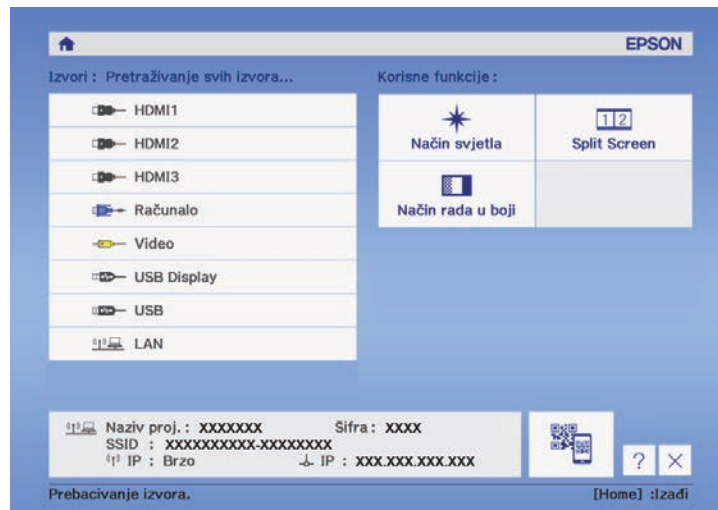 EPSON
Izvori : Pretraživanje svih izvora...
HDMI1
HDMI2
HDMI3
Računalo
Video
USB Display
USB
LAN
Korisne funkcije :
Način svjetla
1 2
Split Screen
Način rada u boji
Naziv proj. : XXXXXXX Šifra : XXXX
SSID : XXXXXXXXXX-XXXXXXXX
IP : Brzo IP : XXX.XXX.XXX.XXX
? ×
Prebacivanje izvora. [Home] :Izađi